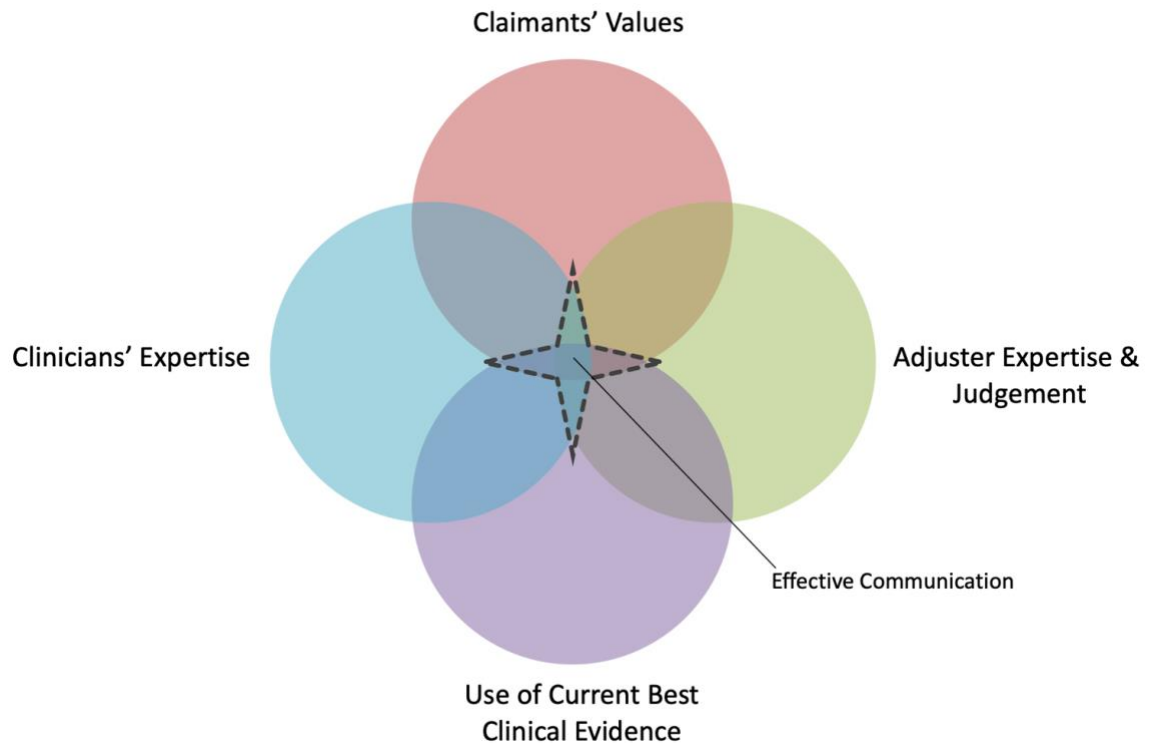 Claimants’ Values
Clinicians’ Expertise
Adjuster Expertise &
Judgement
Effective Communication
Use of Current Best
Clinical Evidence